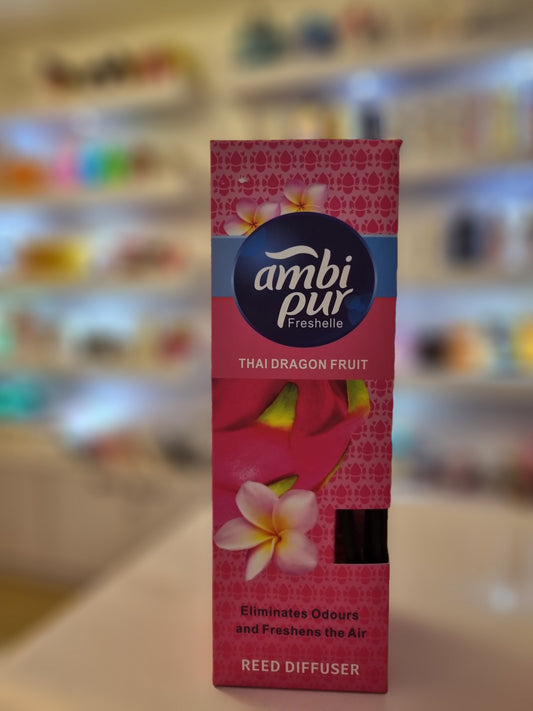 ambi
pur
Freshelle
THAI DRAGON FRUIT
Eliminates Odours
and Freshens the Air
REED DIFFUSER